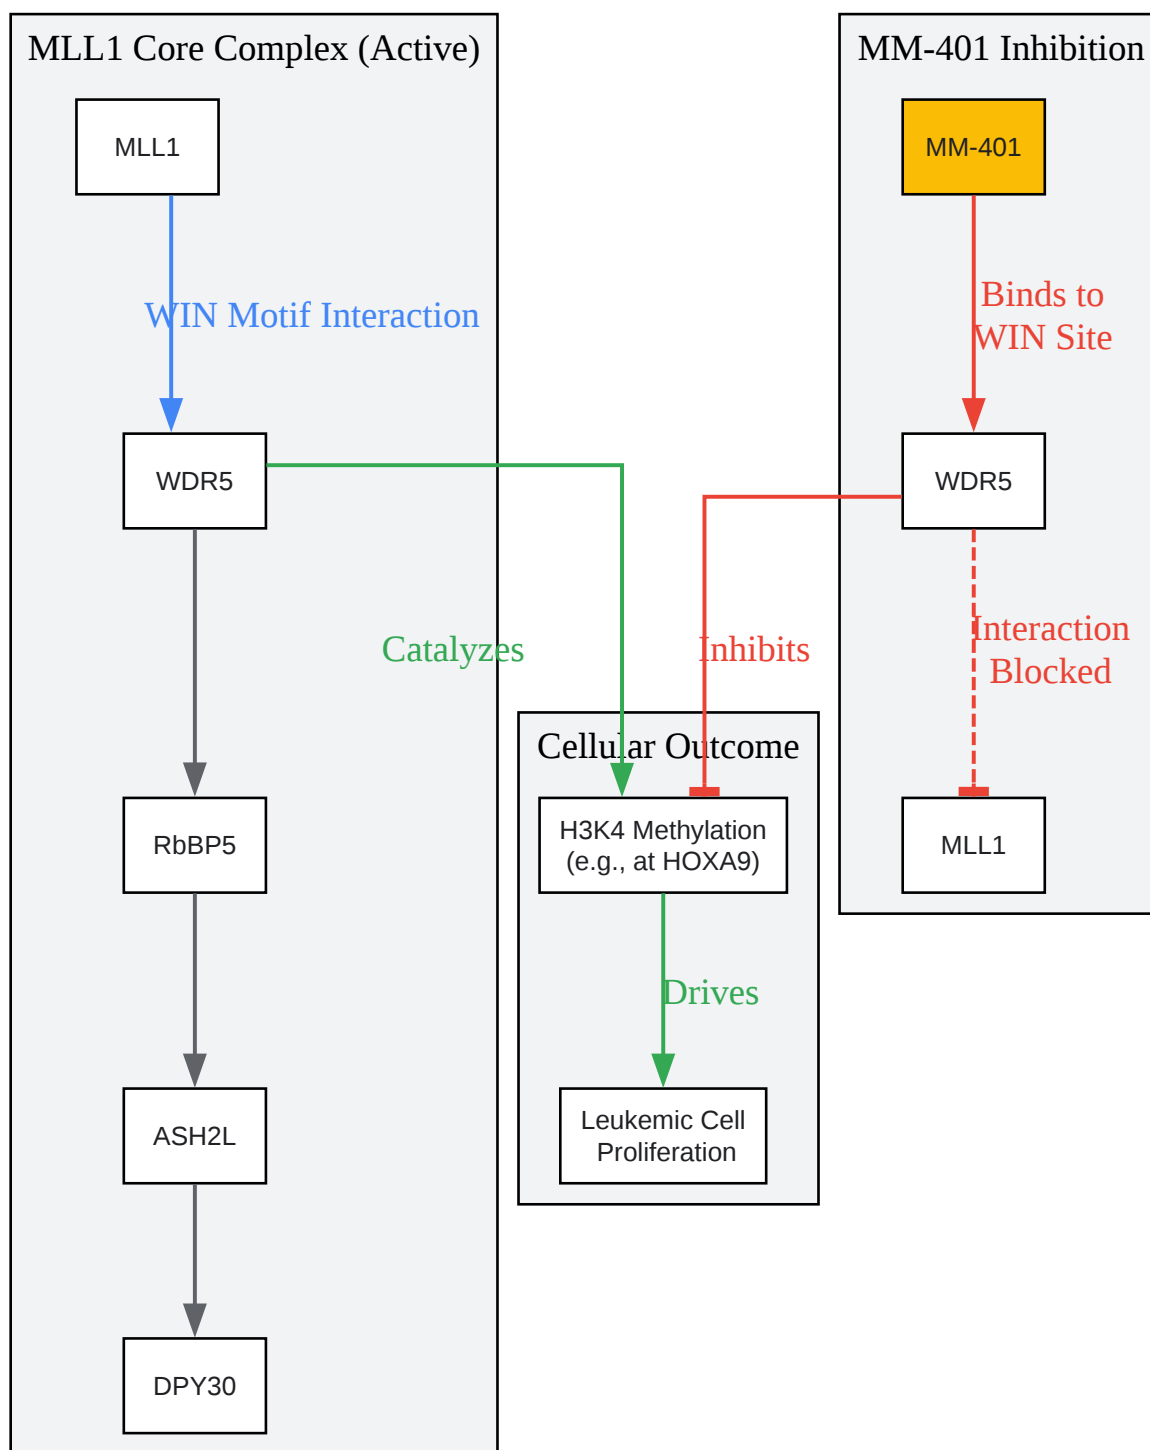 MLL1 Core Complex (Active)
MLL1
WIN Motif Interaction
WDR5
Catalyzes
RbBP5
ASH2L
DPY30
Cellular Outcome
H3K4 Methylation
(e.g., at HOXA9)
Drives
Leukemic Cell
Proliferation
MM-401 Inhibition
MM-401
Binds to
WIN Site
WDR5
Inhibits
Interaction
Blocked
MLL1